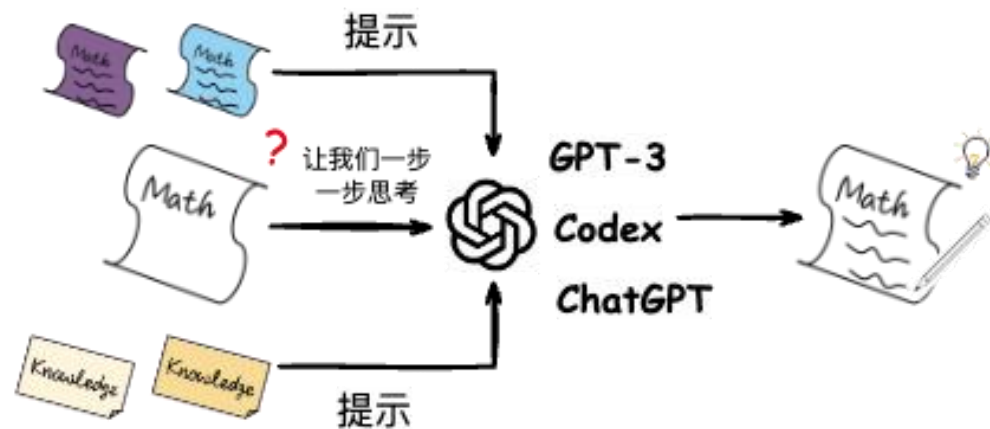 提示
Math
Math
?
让我们一步
一步思考
Math
GPT-3
Codex
ChatGPT
Math
Knowledge
Knowledge
提示